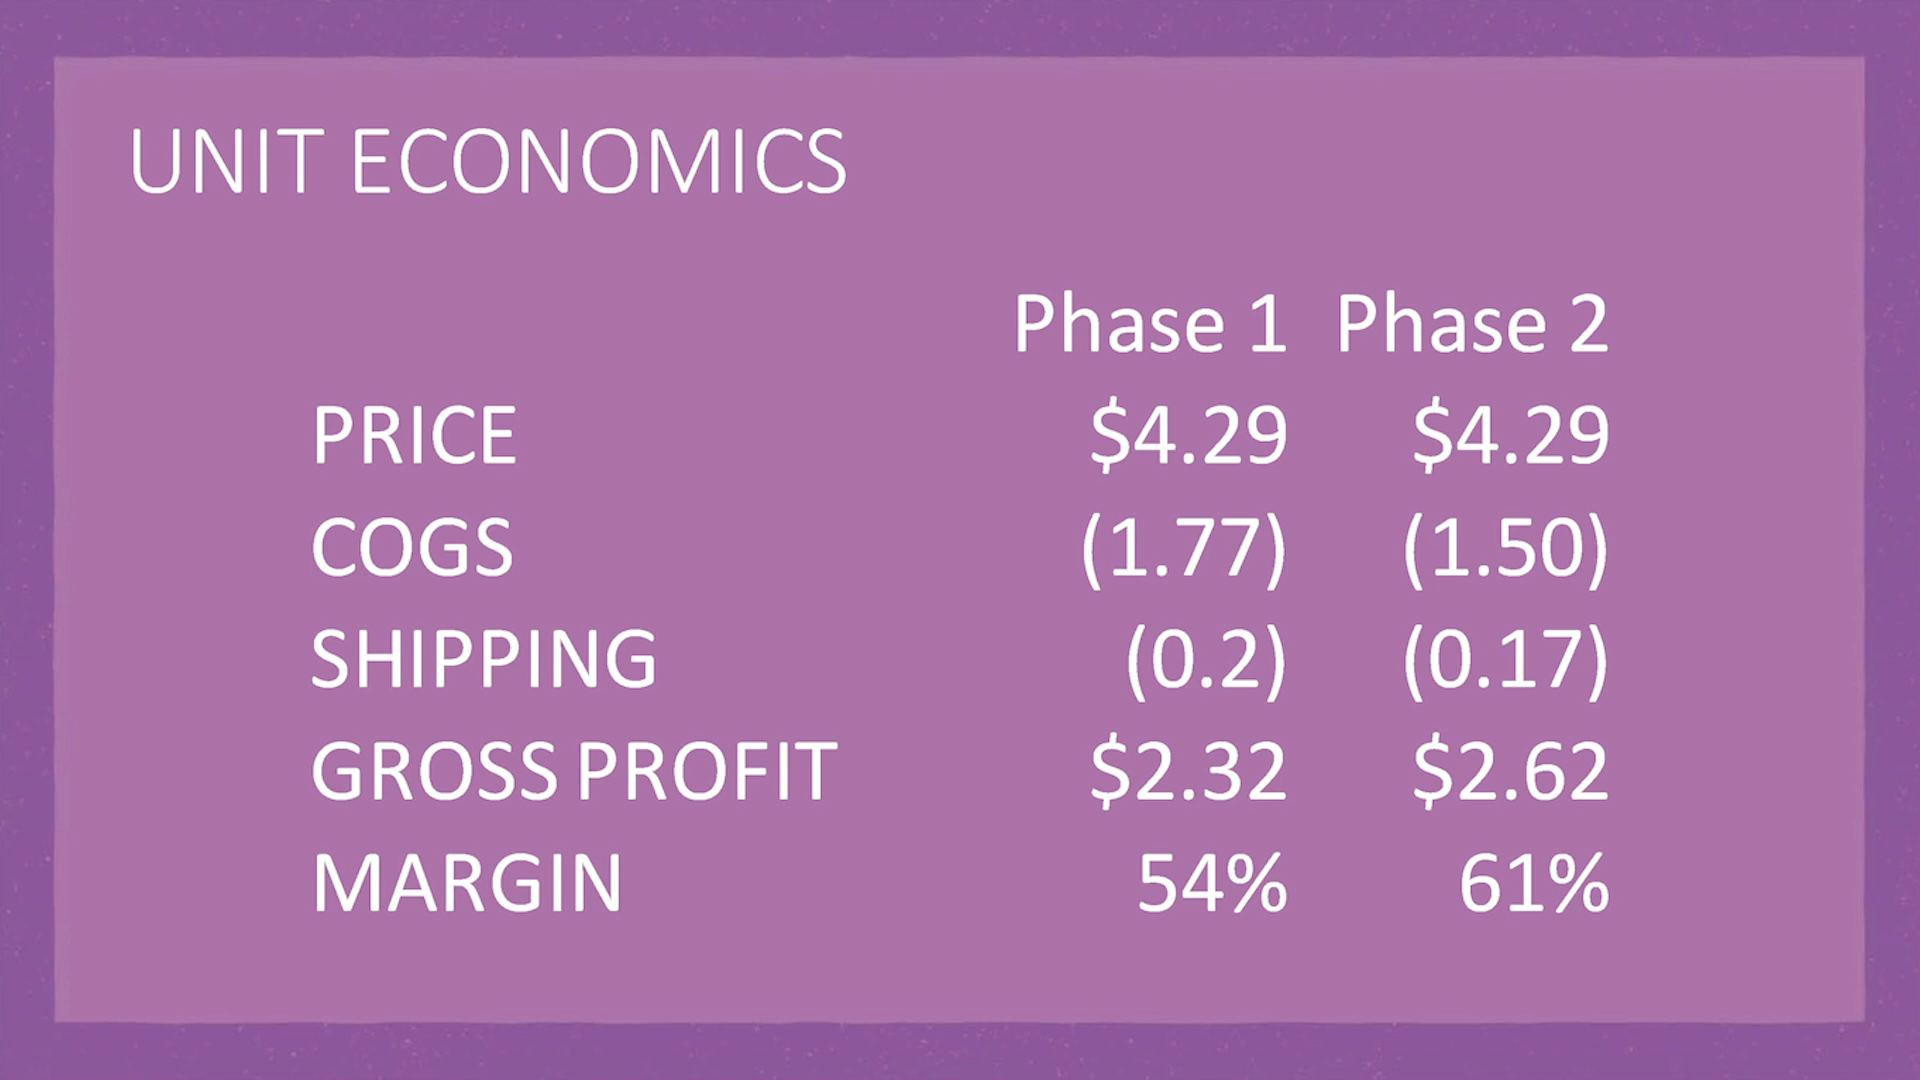 UNIT ECONOMICS
Phase 1 Phase 2
PRICE $4.29 $4.29
COGS (1.77) (1.50)
SHIPPING (0.2) (0.17)
GROSS PROFIT $2.32 $2.62
MARGIN 54% 61%